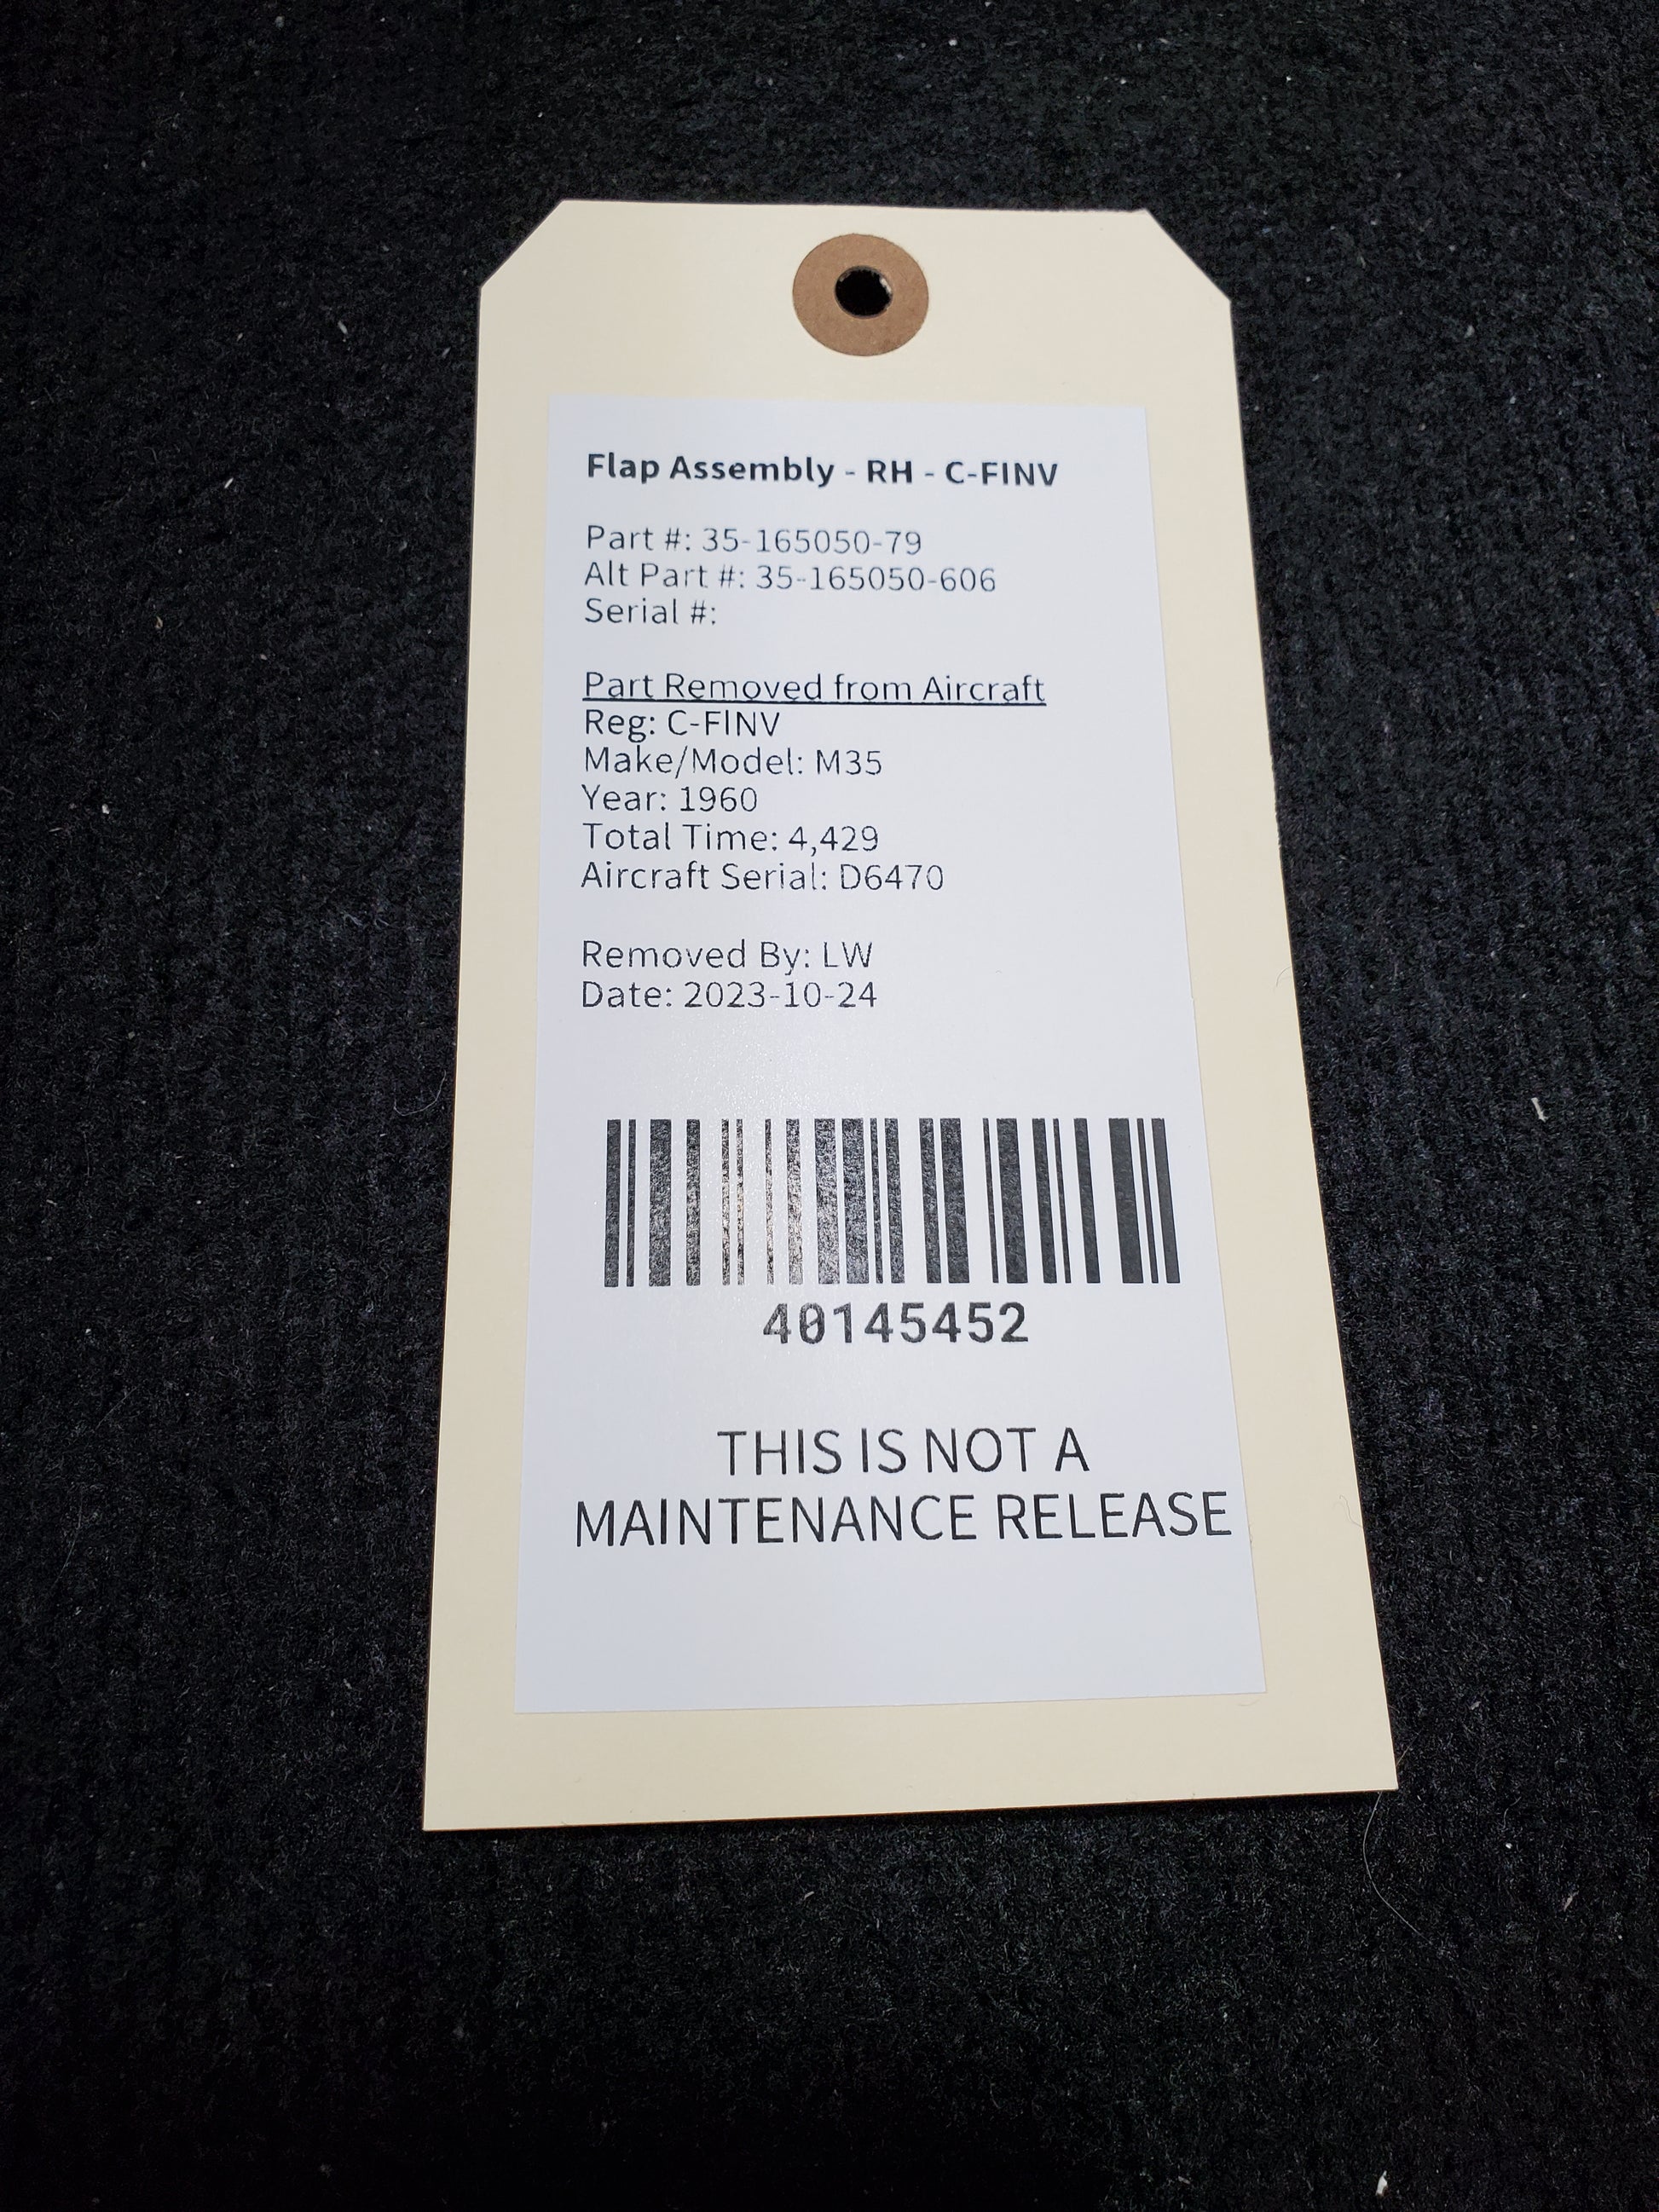 Flap Assembly - RH - C-FINV
Part #: 35-165050-79
Alt Part #: 35-165050-606
Serial #:
Part Removed from Aircraft
Reg: C-FINV
Make/Model: M35
Year: 1960
Total Time: 4,429
Aircraft Serial: D6470
Removed By: LW
Date: 2023-10-24
40145452
THIS IS NOT A
MAINTENANCE RELEASE